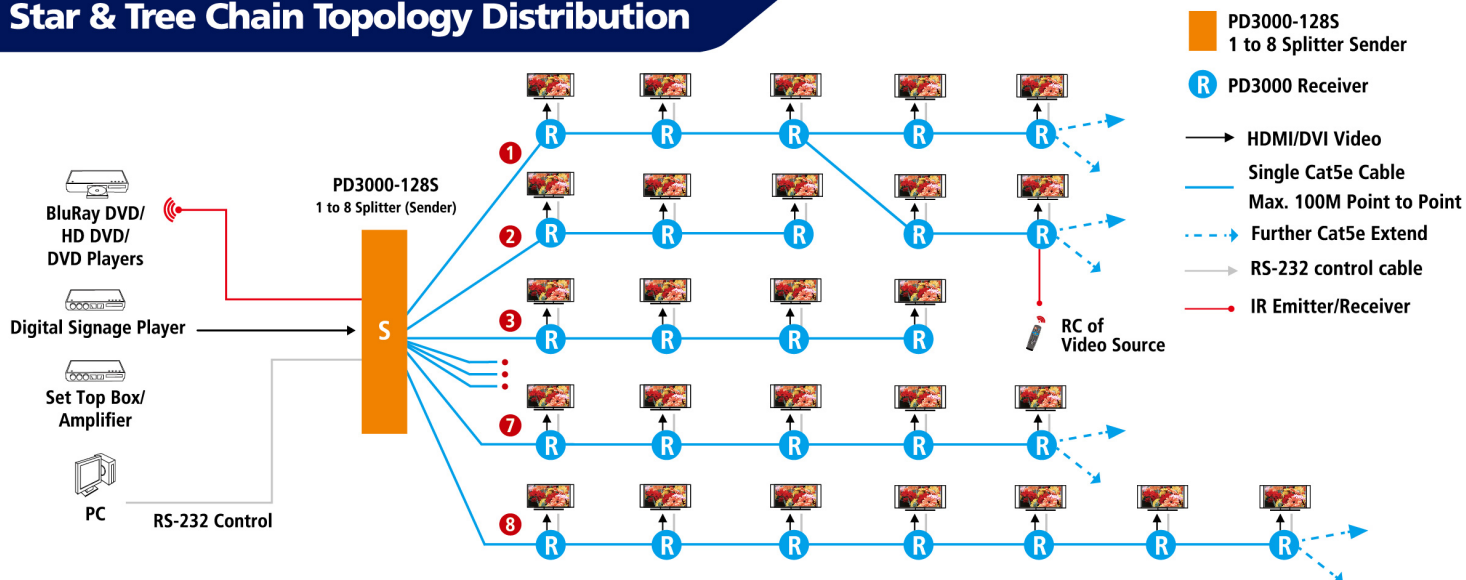 Star & Tree Chain Topology Distribution
PD3000-128S
1 to 8 Splitter Sender
R
PD3000 Receiver
HDMI/DVI Video
Single Cat5e Cable
Max. 100M Point to Point
Further Cat5e Extend
RS-232 control cable
IR Emitter/Receiver
BluRay DVD/
HD DVD/
DVD Players
Digital Signage Player
Set Top Box/
Amplifier
PC
RS-232 Control
PD3000-128S
1 to 8 Splitter (Sender)
S
1
R R R R R
2
R R R R R
3
R R R R
RC of
Video Source
7
R R R R R
8
R R R R R R R